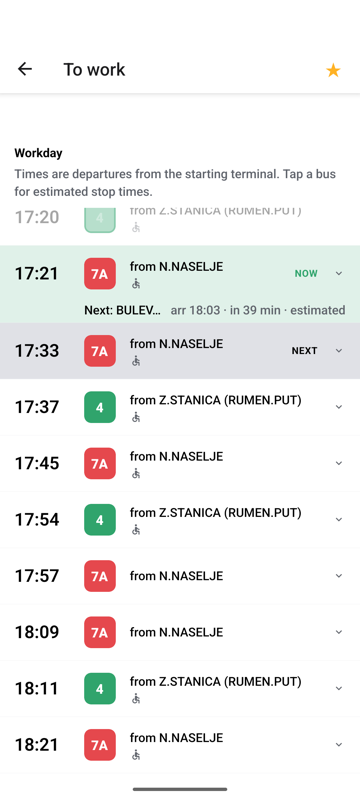 To work
Workday
Times are departures from the starting terminal. Tap a bus
for estimated stop times.
17:20 4 from Z.STANICA (RUMEN.PUT)
17:21 7A from N.NASELJE NOW
Next: BULEV... arr 18:03 · in 39 min · estimated
17:33 7A from N.NASELJE NEXT
17:37 4 from Z.STANICA (RUMEN.PUT)
17:45 7A from N.NASELJE
17:54 4 from Z.STANICA (RUMEN.PUT)
17:57 7A from N.NASELJE
18:09 7A from N.NASELJE
18:11 4 from Z.STANICA (RUMEN.PUT)
18:21 7A from N.NASELJE